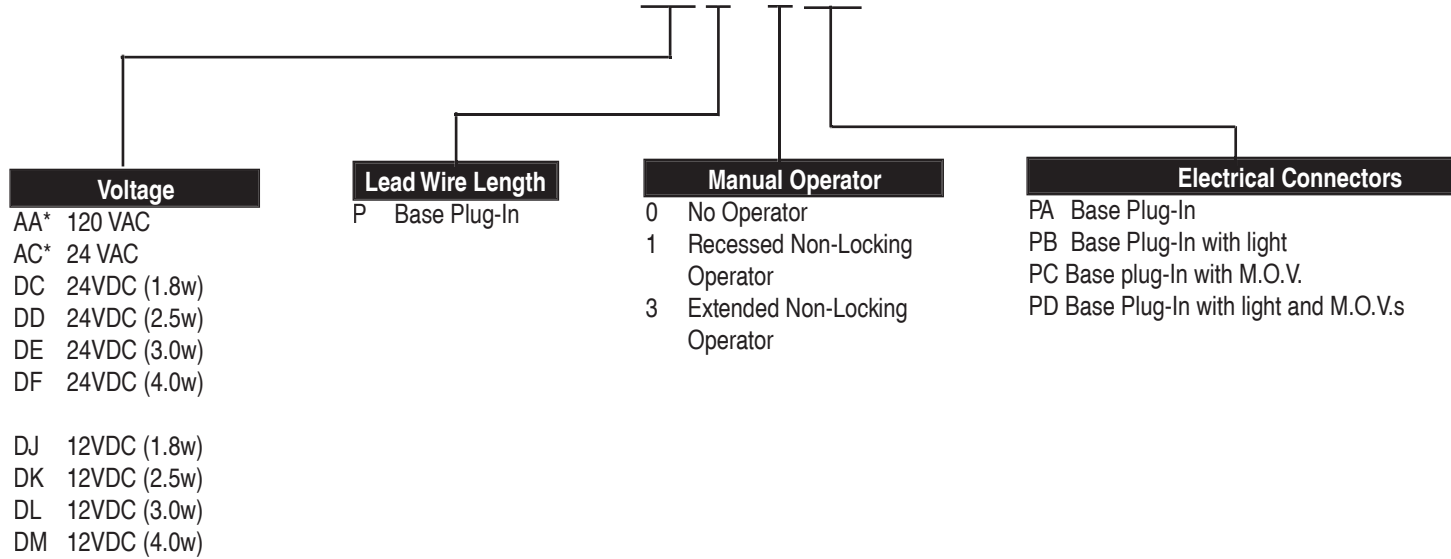 Voltage
AA* 120 VAC
AC* 24 VAC
DC 24VDC (1.8w)
DD 24VDC (2.5w)
DE 24VDC (3.0w)
DF 24VDC (4.0w)
DJ 12VDC (1.8w)
DK 12VDC (2.5w)
DL 12VDC (3.0w)
DM 12VDC (4.0w)
Lead Wire Length
P Base Plug-In
Manual Operator
0 No Operator
1 Recessed Non-Locking
Operator
3 Extended Non-Locking
Operator
Electrical Connectors
PA Base Plug-In
PB Base Plug-In with light
PC Base plug-In with M.O.V.
PD Base Plug-In with light and M.O.V.s